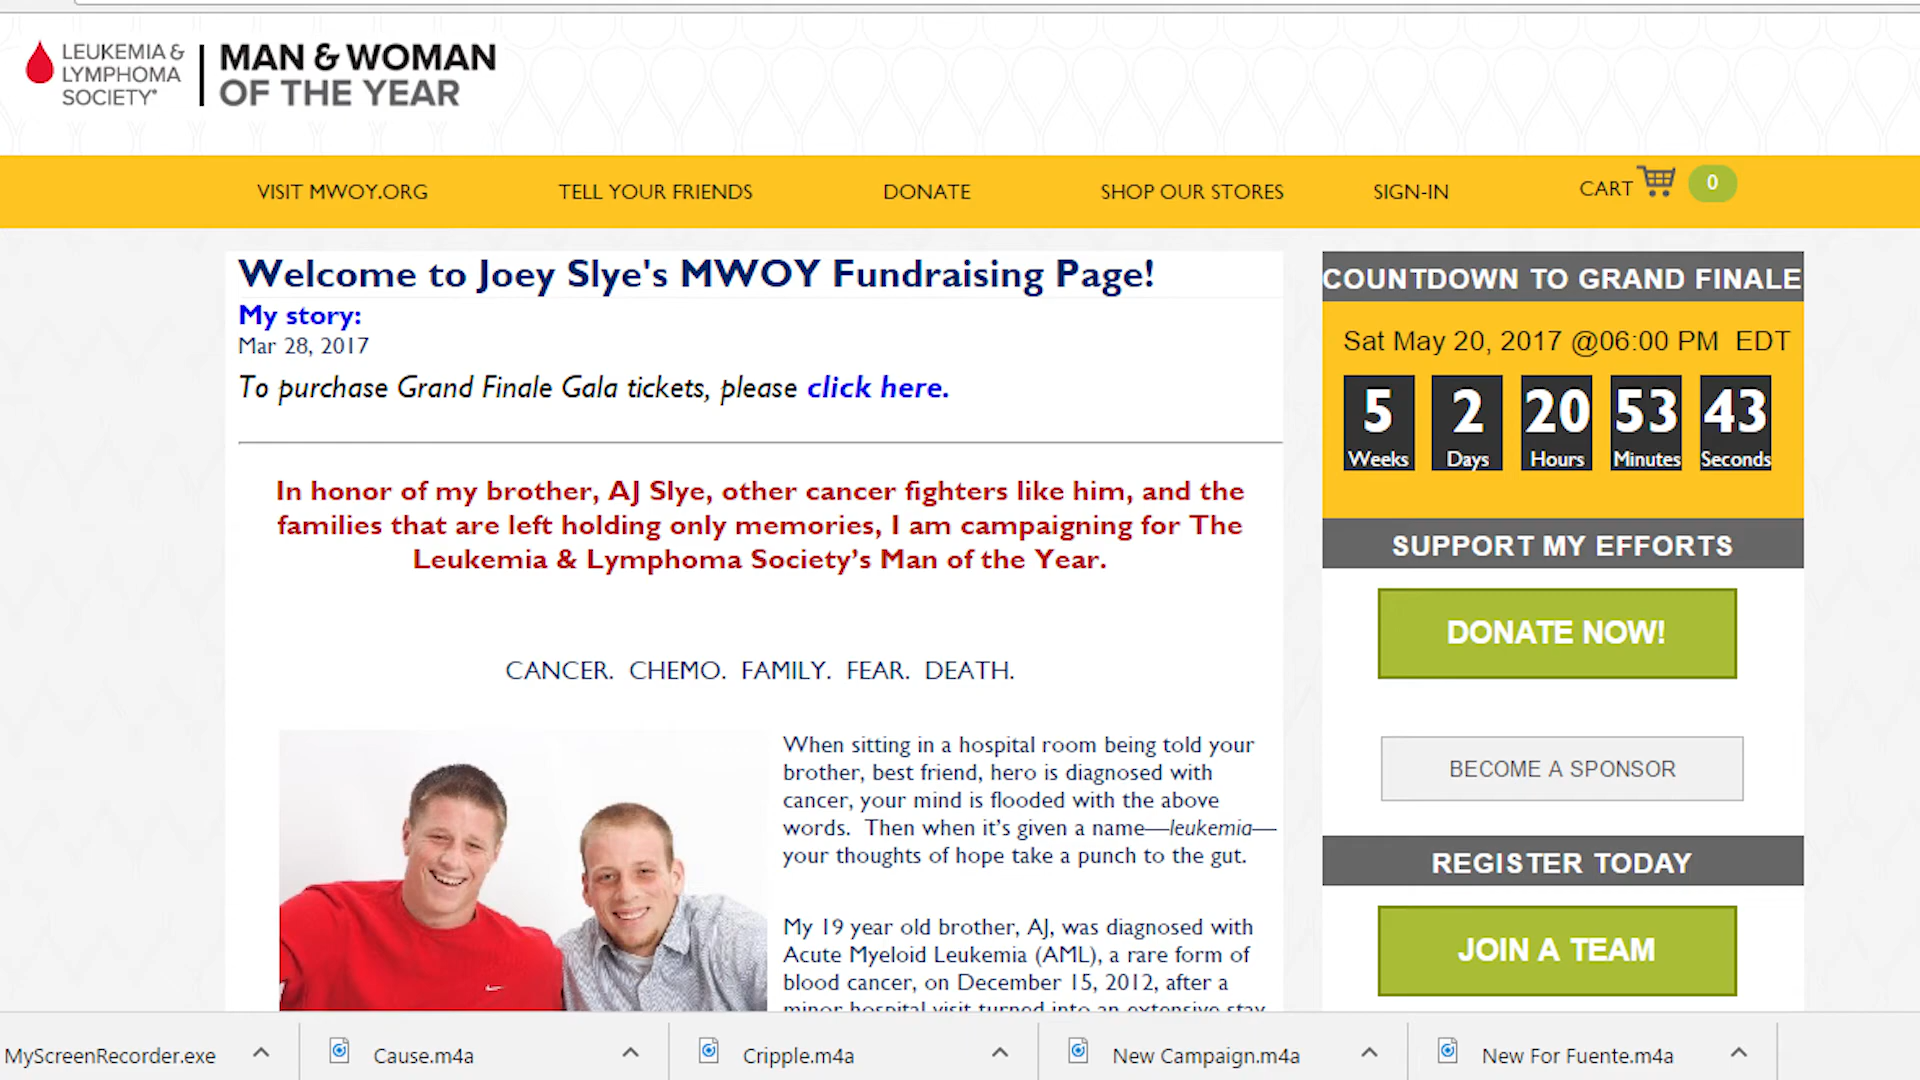 LEUKEMIA &
LYMPHOMA
SOCIETY®
MAN & WOMAN
OF THE YEAR
VISIT MWOY.ORG
TELL YOUR FRIENDS
DONATE
SHOP OUR STORES
SIGN-IN
CART
0
Welcome to Joey Slye's MWOY Fundraising Page!
My story:
Mar 28, 2017
To purchase Grand Finale Gala tickets, please click here.
In honor of my brother, AJ Slye, other cancer fighters like him, and the
families that are left holding only memories, I am campaigning for The
Leukemia & Lymphoma Society’s Man of the Year.
CANCER. CHEMO. FAMILY. FEAR. DEATH.
When sitting in a hospital room being told your
brother, best friend, hero is diagnosed with
cancer, your mind is flooded with the above
words. Then when it’s given a name—leukemia—
your thoughts of hope take a punch to the gut.
My 19 year old brother, AJ, was diagnosed with
Acute Myeloid Leukemia (AML), a rare form of
blood cancer, on December 15, 2012, after a
minor hospital visit turned into an extensive stay
COUNTDOWN TO GRAND FINALE
Sat May 20, 2017 @06:00 PM EDT
5 2 20 53 43
Weeks Days Hours Minutes Seconds
SUPPORT MY EFFORTS
DONATE NOW!
BECOME A SPONSOR
REGISTER TODAY
JOIN A TEAM
MyScreenRecorder.exe
Cause.m4a
Cripple.m4a
New Campaign.m4a
New For Fuente.m4a